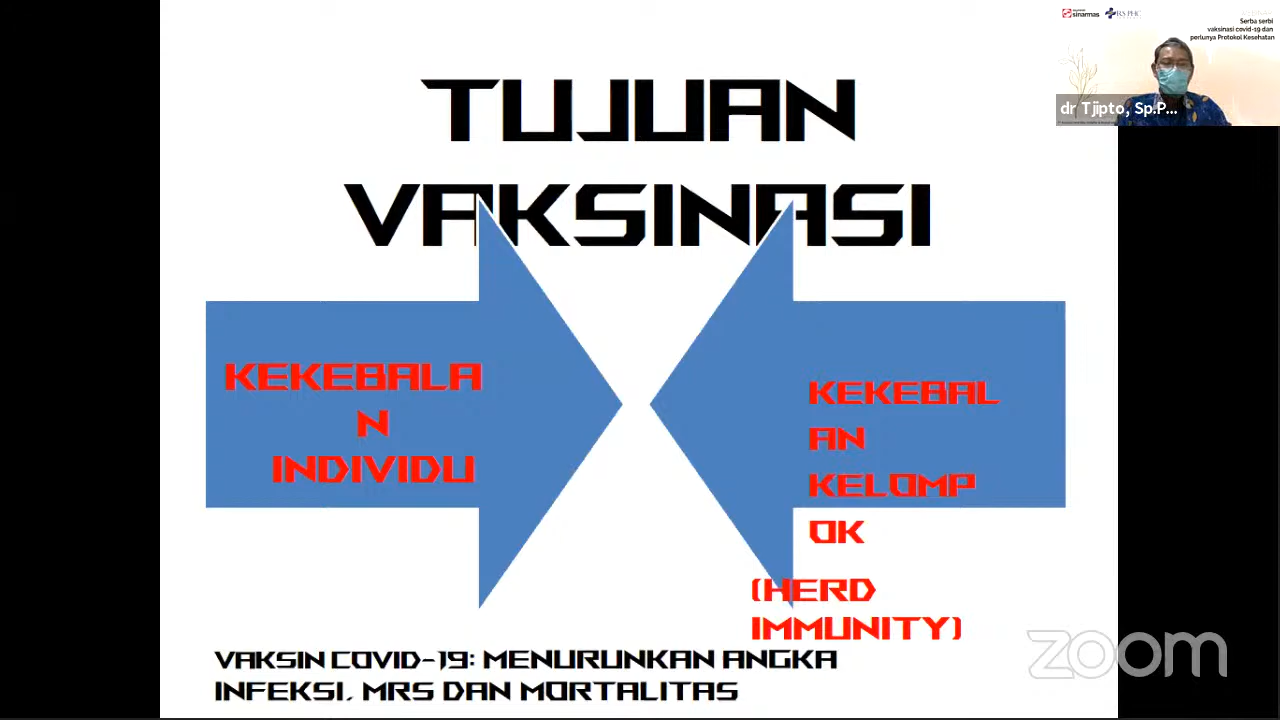 TUJUAN
VAKSINASI
KEKEBALA
N
INDIVIDU
KEKEBAL
AN
KELOMP
OK
(HERD
IMMUNITY)
VAKSIN COVID-19: MENURUNKAN ANGKA
INFEKSI, MRS DAN MORTALITAS
sinarmas
RS PHC
Serba serbi
vaksinasi covid-19 dan
perlunya Protokol Kesehatan
dr Tjipto, Sp.P...
zoom